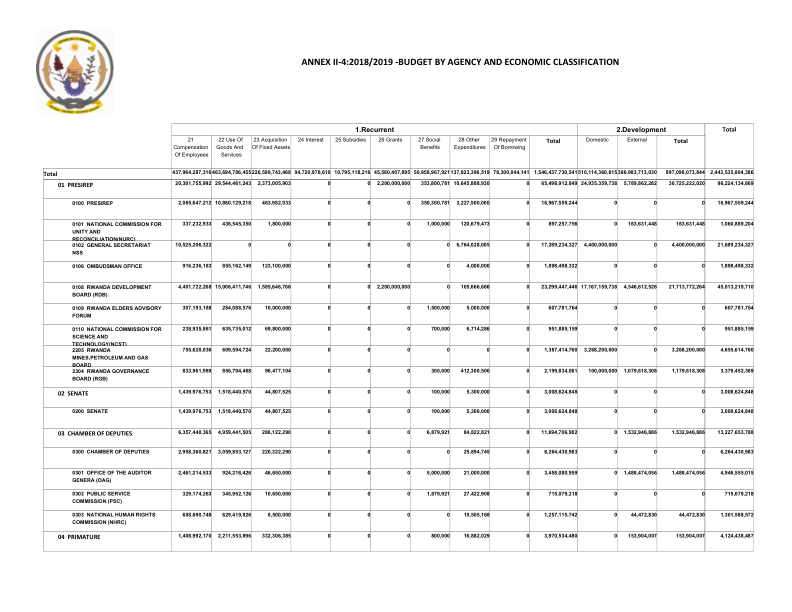 ANNEX II-4:2018/2019 -BUDGET BY AGENCY AND ECONOMIC CLASSIFICATION
1.Recurrent 2.Development Total
21 Compensation Of Employees 22 Use Of Goods And Services 23 Acquisition Of Fixed Assets 24 Interest 25 Subsidies 26 Grants 27 Social Benefits 28 Other Expenditures 29 Repayment Of Borrowing Total Domestic External Total
Total 437,964,287,316 463,694,786,455 226,599,743,468 94,720,978,610 10,795,118,216 45,580,407,895 50,958,967,921 137,823,396,519 78,300,044,141 1,546,437,730,541 510,114,360,815 386,983,713,030 897,098,073,844 2,443,535,804,386
01 PRESIREP 20,381,755,992 29,544,461,243 2,373,005,903 0 0 2,200,000,000 353,800,781 10,645,888,930 0 65,498,912,849 24,935,359,738 5,789,862,282 30,725,222,020 96,224,134,869
0100 PRESIREP 2,065,647,212 10,860,129,218 463,982,033 0 0 0 350,300,781 3,227,500,000 0 16,967,559,244 0 0 0 16,967,559,244
0101 NATIONAL COMMISSION FOR UNITY AND RECONCILIATION(NURC) 337,232,933 436,545,350 1,800,000 0 0 0 1,000,000 120,679,473 0 897,257,756 0 163,631,448 163,631,448 1,060,889,204
0102 GENERAL SECRETARIAT NSS 10,525,206,322 0 0 0 0 0 0 6,764,028,005 0 17,289,234,327 4,400,000,000 0 4,400,000,000 21,689,234,327
0106 OMBUDSMAN OFFICE 916,236,183 855,162,149 123,100,000 0 0 0 0 4,000,000 0 1,898,498,332 0 0 0 1,898,498,332
0108 RWANDA DEVELOPMENT BOARD (RDB) 4,401,722,268 15,006,411,746 1,585,646,766 0 0 2,200,000,000 0 105,666,666 0 23,299,447,446 17,167,159,738 4,546,612,526 21,713,772,264 45,013,219,710
0109 RWANDA ELDERS ADVISORY FORUM 307,193,188 284,088,576 10,000,000 0 0 0 1,500,000 5,000,000 0 607,781,764 0 0 0 607,781,764
0110 NATIONAL COMMISSION FOR SCIENCE AND TECHNOLOGY(NCST) 238,935,861 635,735,012 69,800,000 0 0 0 700,000 6,714,286 0 951,885,159 0 0 0 951,885,159
2205 RWANDA MINES,PETROLEUM AND GAS BOARD 755,620,036 609,594,724 22,200,000 0 0 0 0 0 0 1,387,414,760 3,268,200,000 0 3,268,200,000 4,655,614,760
2304 RWANDA GOVERNANCE BOARD (RGB) 833,961,989 856,794,468 96,477,104 0 0 0 300,000 412,300,500 0 2,199,834,061 100,000,000 1,079,618,308 1,179,618,308 3,379,452,369
02 SENATE 1,439,976,753 1,518,440,570 44,807,525 0 0 0 100,000 5,300,000 0 3,008,624,848 0 0 0 3,008,624,848
0200 SENATE 1,439,976,753 1,518,440,570 44,807,525 0 0 0 100,000 5,300,000 0 3,008,624,848 0 0 0 3,008,624,848
03 CHAMBER OF DEPUTIES 6,357,440,365 4,959,441,505 286,122,290 0 0 0 6,879,921 84,822,821 0 11,694,706,902 0 1,532,946,886 1,532,946,886 13,227,653,788
0300 CHAMBER OF DEPUTIES 2,958,360,821 3,059,853,127 220,322,290 0 0 0 0 25,894,745 0 6,264,430,983 0 0 0 6,264,430,983
0301 OFFICE OF THE AUDITOR GENERA (OAG) 2,461,214,533 924,216,426 46,650,000 0 0 0 5,000,000 21,000,000 0 3,458,080,959 0 1,488,474,056 1,488,474,056 4,946,555,015
0302 PUBLIC SERVICE COMMISSION (PSC) 329,174,263 345,952,126 10,650,000 0 0 0 1,879,921 27,422,908 0 715,079,218 0 0 0 715,079,218
0303 NATIONAL HUMAN RIGHTS COMMISSION (NHRC) 608,690,748 629,419,826 8,500,000 0 0 0 0 10,505,168 0 1,257,115,742 0 44,472,830 44,472,830 1,301,588,572
04 PRIMATURE 1,408,992,170 2,211,553,896 332,306,385 0 0 0 800,000 16,882,029 0 3,970,534,480 0 153,904,007 153,904,007 4,124,438,487